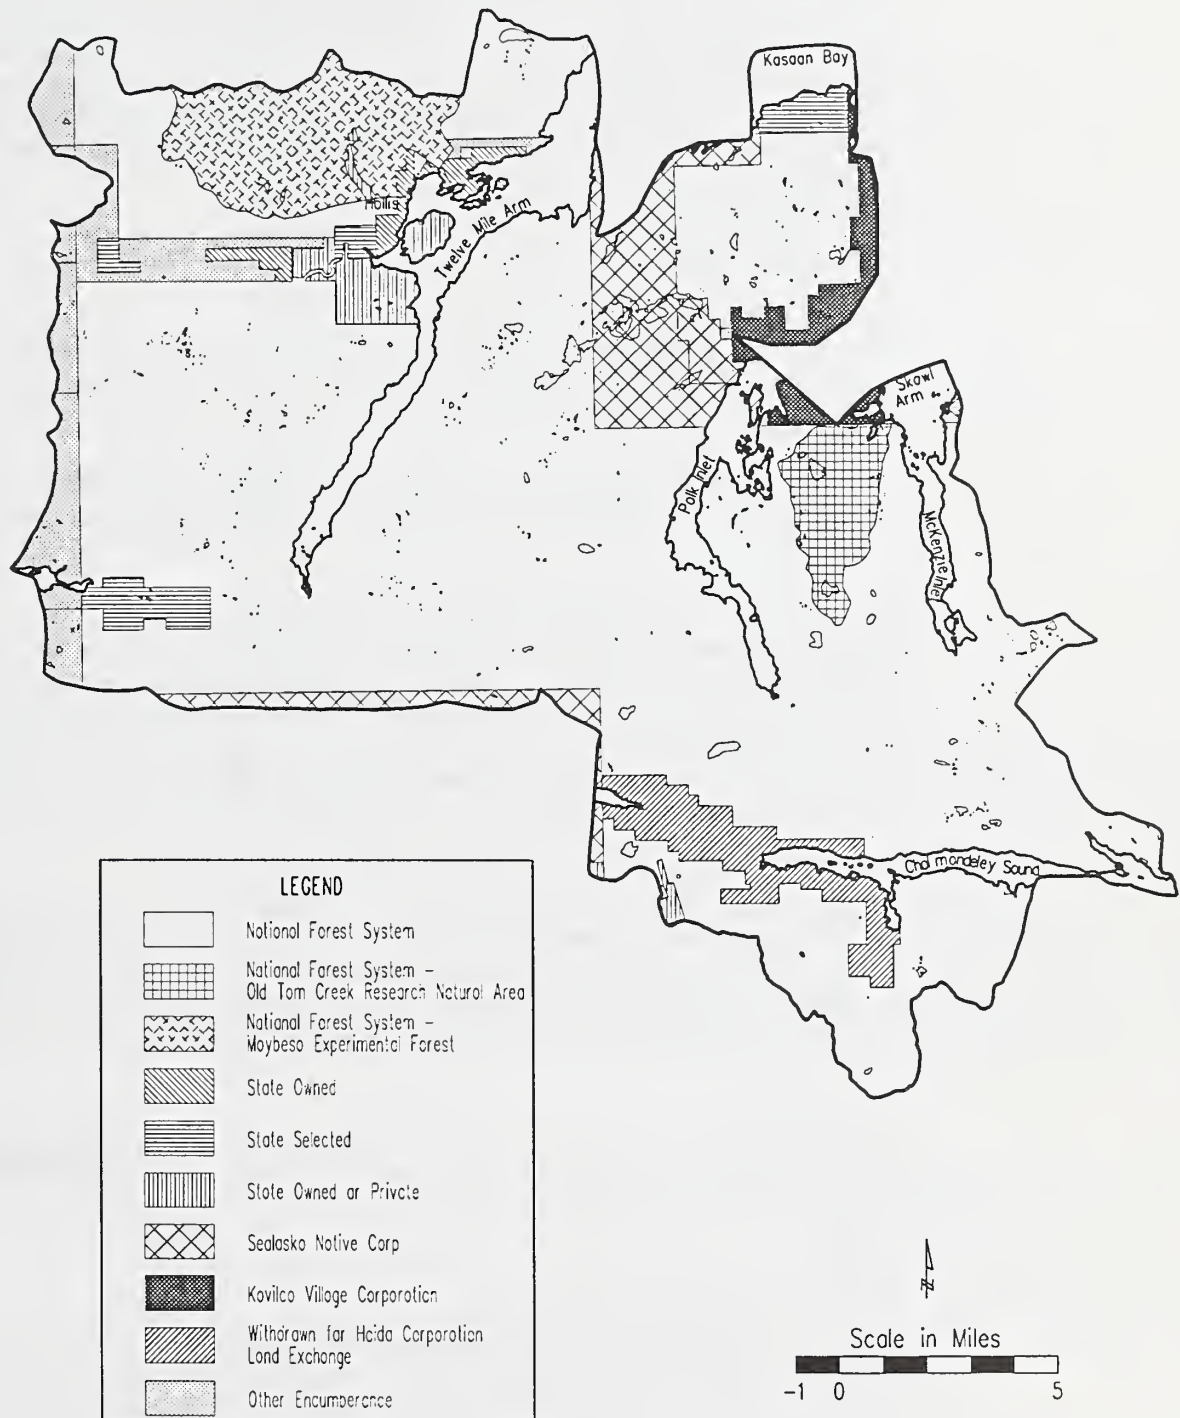 Kasaan Bay
Hollis
Twelve Mile Arm
Skowl
Arm
Polk Inlet
McKenzie Inlet
Cholmondeley Sound
LEGEND
National Forest System
National Forest System -
Old Tom Creek Research Natural Area
National Forest System -
Maybeso Experimental Forest
State Owned
State Selected
State Owned or Private
Sealaska Native Corp
Kavilco Village Corporation
Withdrawn for Haida Corporation
Land Exchange
Other Encumberence
N
Scale in Miles
-1 0 5